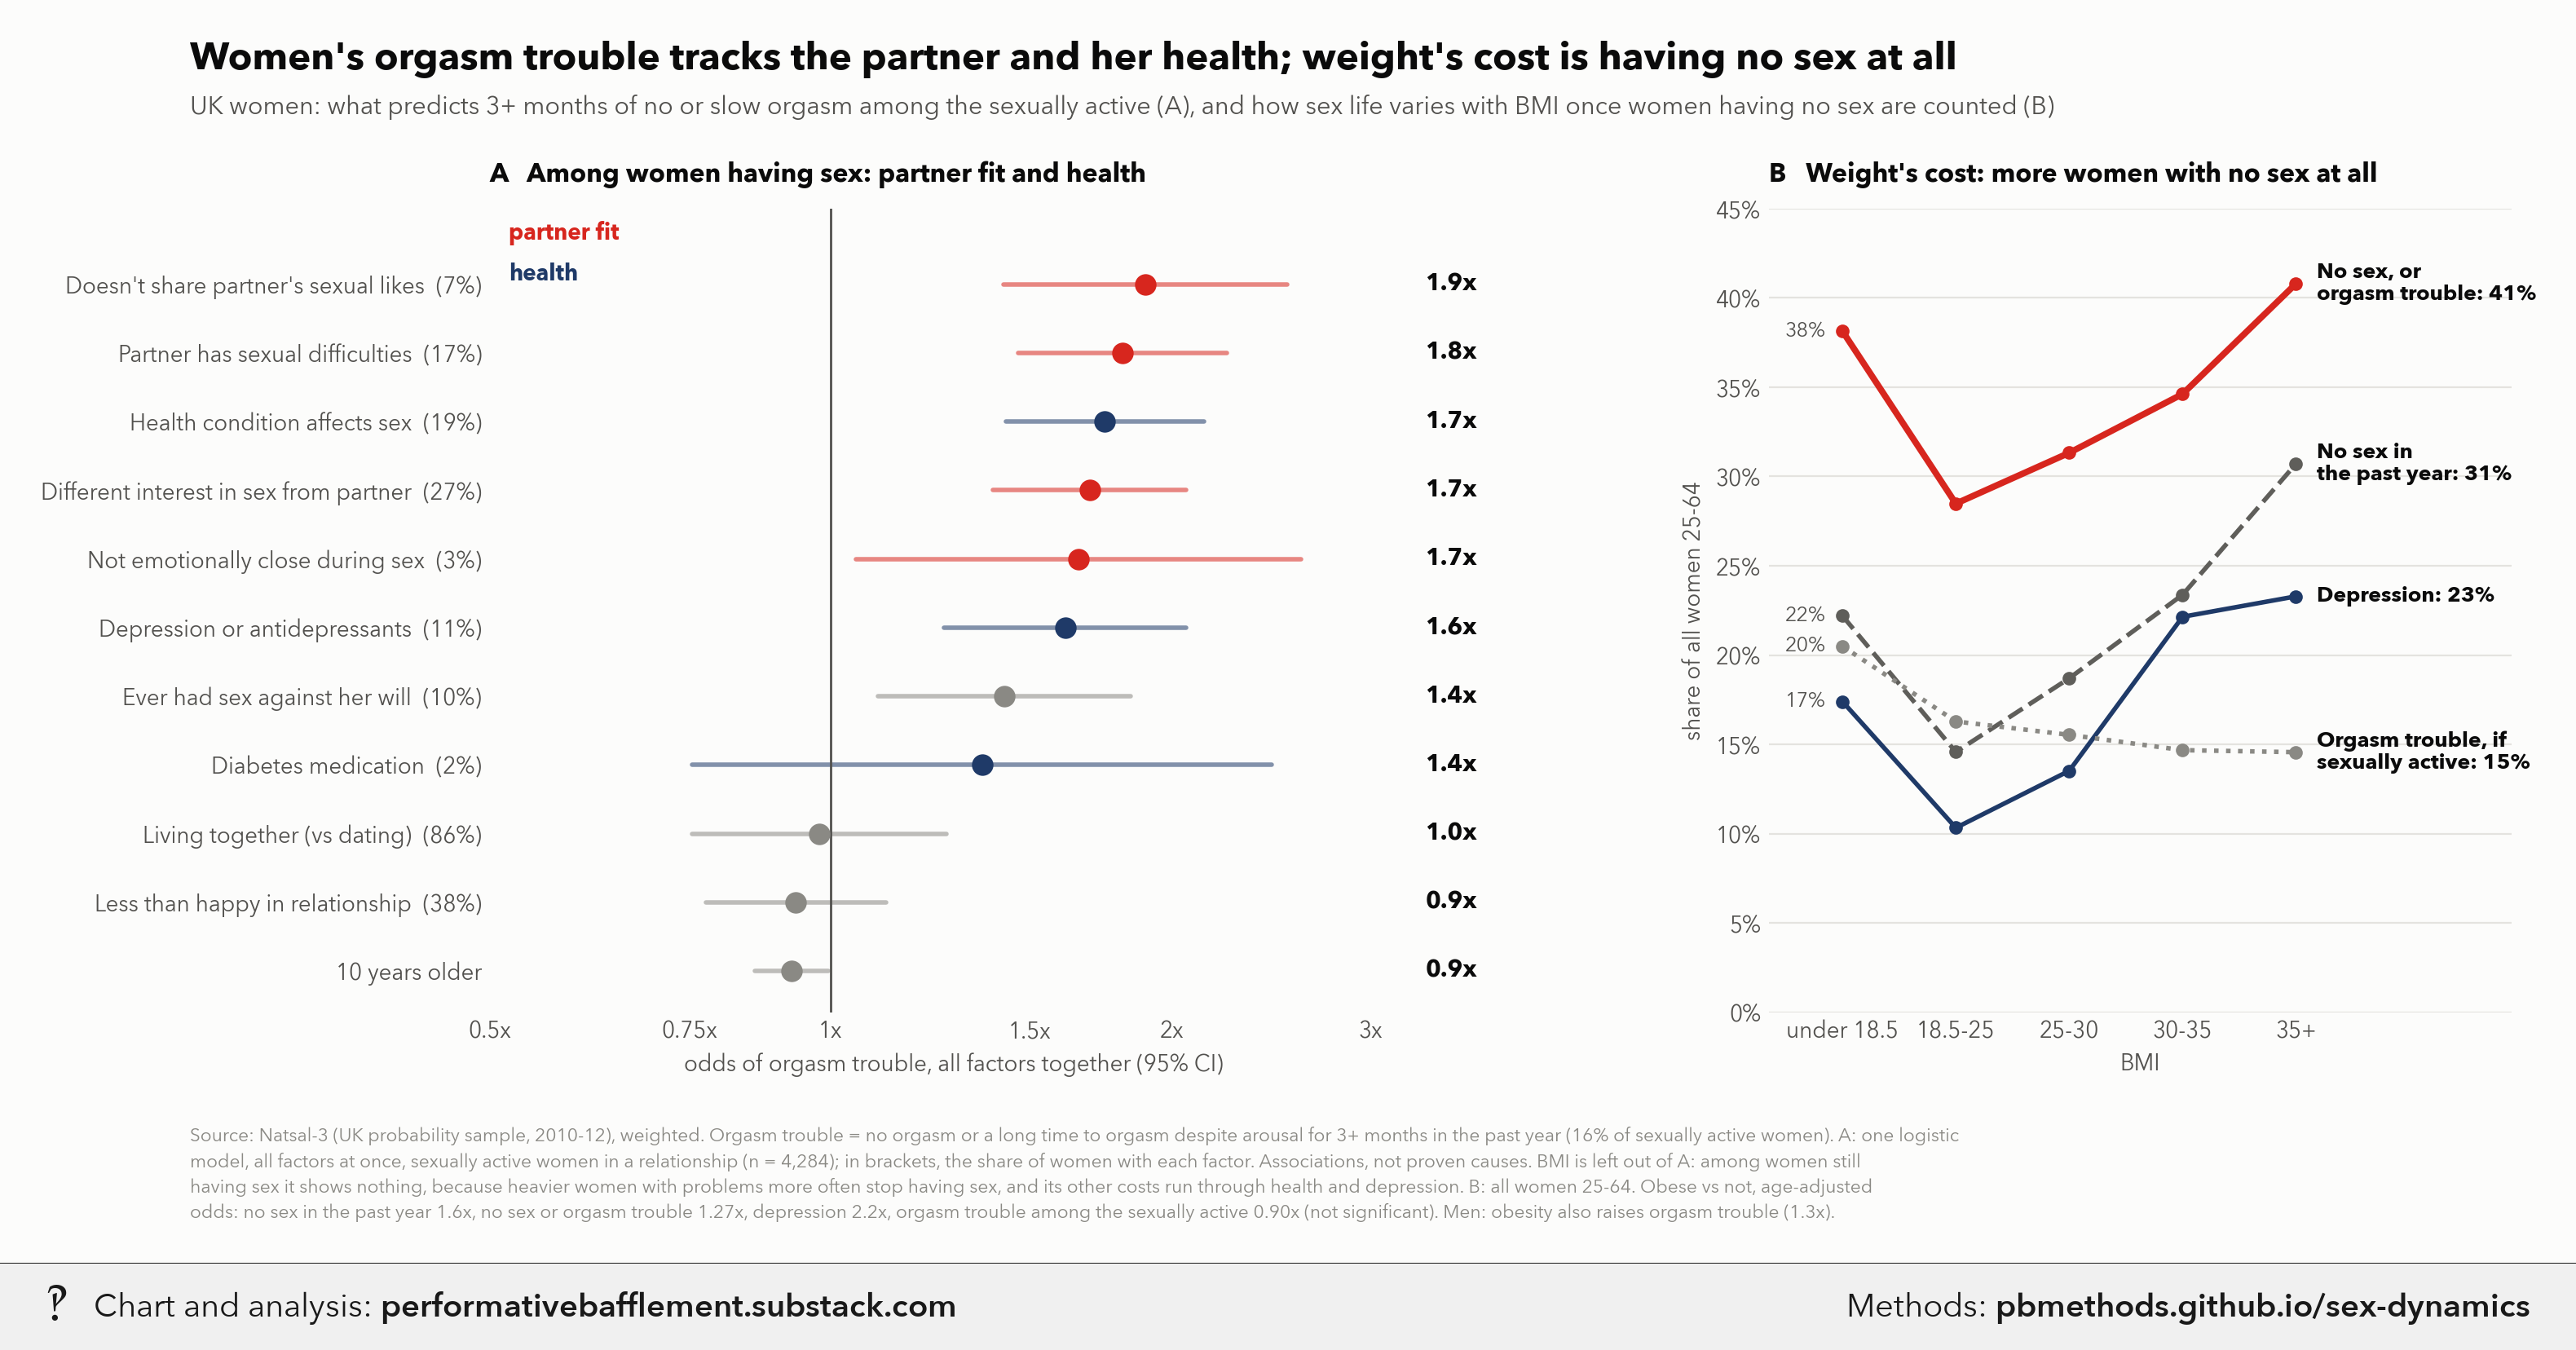 Women's orgasm trouble tracks the partner and her health; weight's cost is having no sex at all
UK women: what predicts 3+ months of no or slow orgasm among the sexually active (A), and how sex life varies with BMI once women having no sex are counted (B)
A Among women having sex: partner fit and health
partner fit
health
Doesn't share partner's sexual likes (7%)
1.9x
Partner has sexual difficulties (17%)
1.8x
Health condition affects sex (19%)
1.7x
Different interest in sex from partner (27%)
1.7x
Not emotionally close during sex (3%)
1.7x
Depression or antidepressants (11%)
1.6x
Ever had sex against her will (10%)
1.4x
Diabetes medication (2%)
1.4x
Living together (vs dating) (86%)
1.0x
Less than happy in relationship (38%)
0.9x
10 years older
0.9x
0.5x 0.75x 1x 1.5x 2x 3x
odds of orgasm trouble, all factors together (95% CI)
B Weight's cost: more women with no sex at all
share of all women 25-64
45%
40%
35%
30%
25%
20%
15%
10%
5%
0%
38%
22%
20%
17%
No sex, or
orgasm trouble: 41%
No sex in
the past year: 31%
Depression: 23%
Orgasm trouble, if
sexually active: 15%
under 18.5 18.5-25 25-30 30-35 35+
BMI
Source: Natsal-3 (UK probability sample, 2010-12), weighted. Orgasm trouble = no orgasm or a long time to orgasm despite arousal for 3+ months in the past year (16% of sexually active women). A: one logistic
model, all factors at once, sexually active women in a relationship (n = 4,284); in brackets, the share of women with each factor. Associations, not proven causes. BMI is left out of A: among women still
having sex it shows nothing, because heavier women with problems more often stop having sex, and its other costs run through health and depression. B: all women 25-64. Obese vs not, age-adjusted
odds: no sex in the past year 1.6x, no sex or orgasm trouble 1.27x, depression 2.2x, orgasm trouble among the sexually active 0.90x (not significant). Men: obesity also raises orgasm trouble (1.3x).
‽ Chart and analysis: performativebafflement.substack.com
Methods: pbmethods.github.io/sex-dynamics